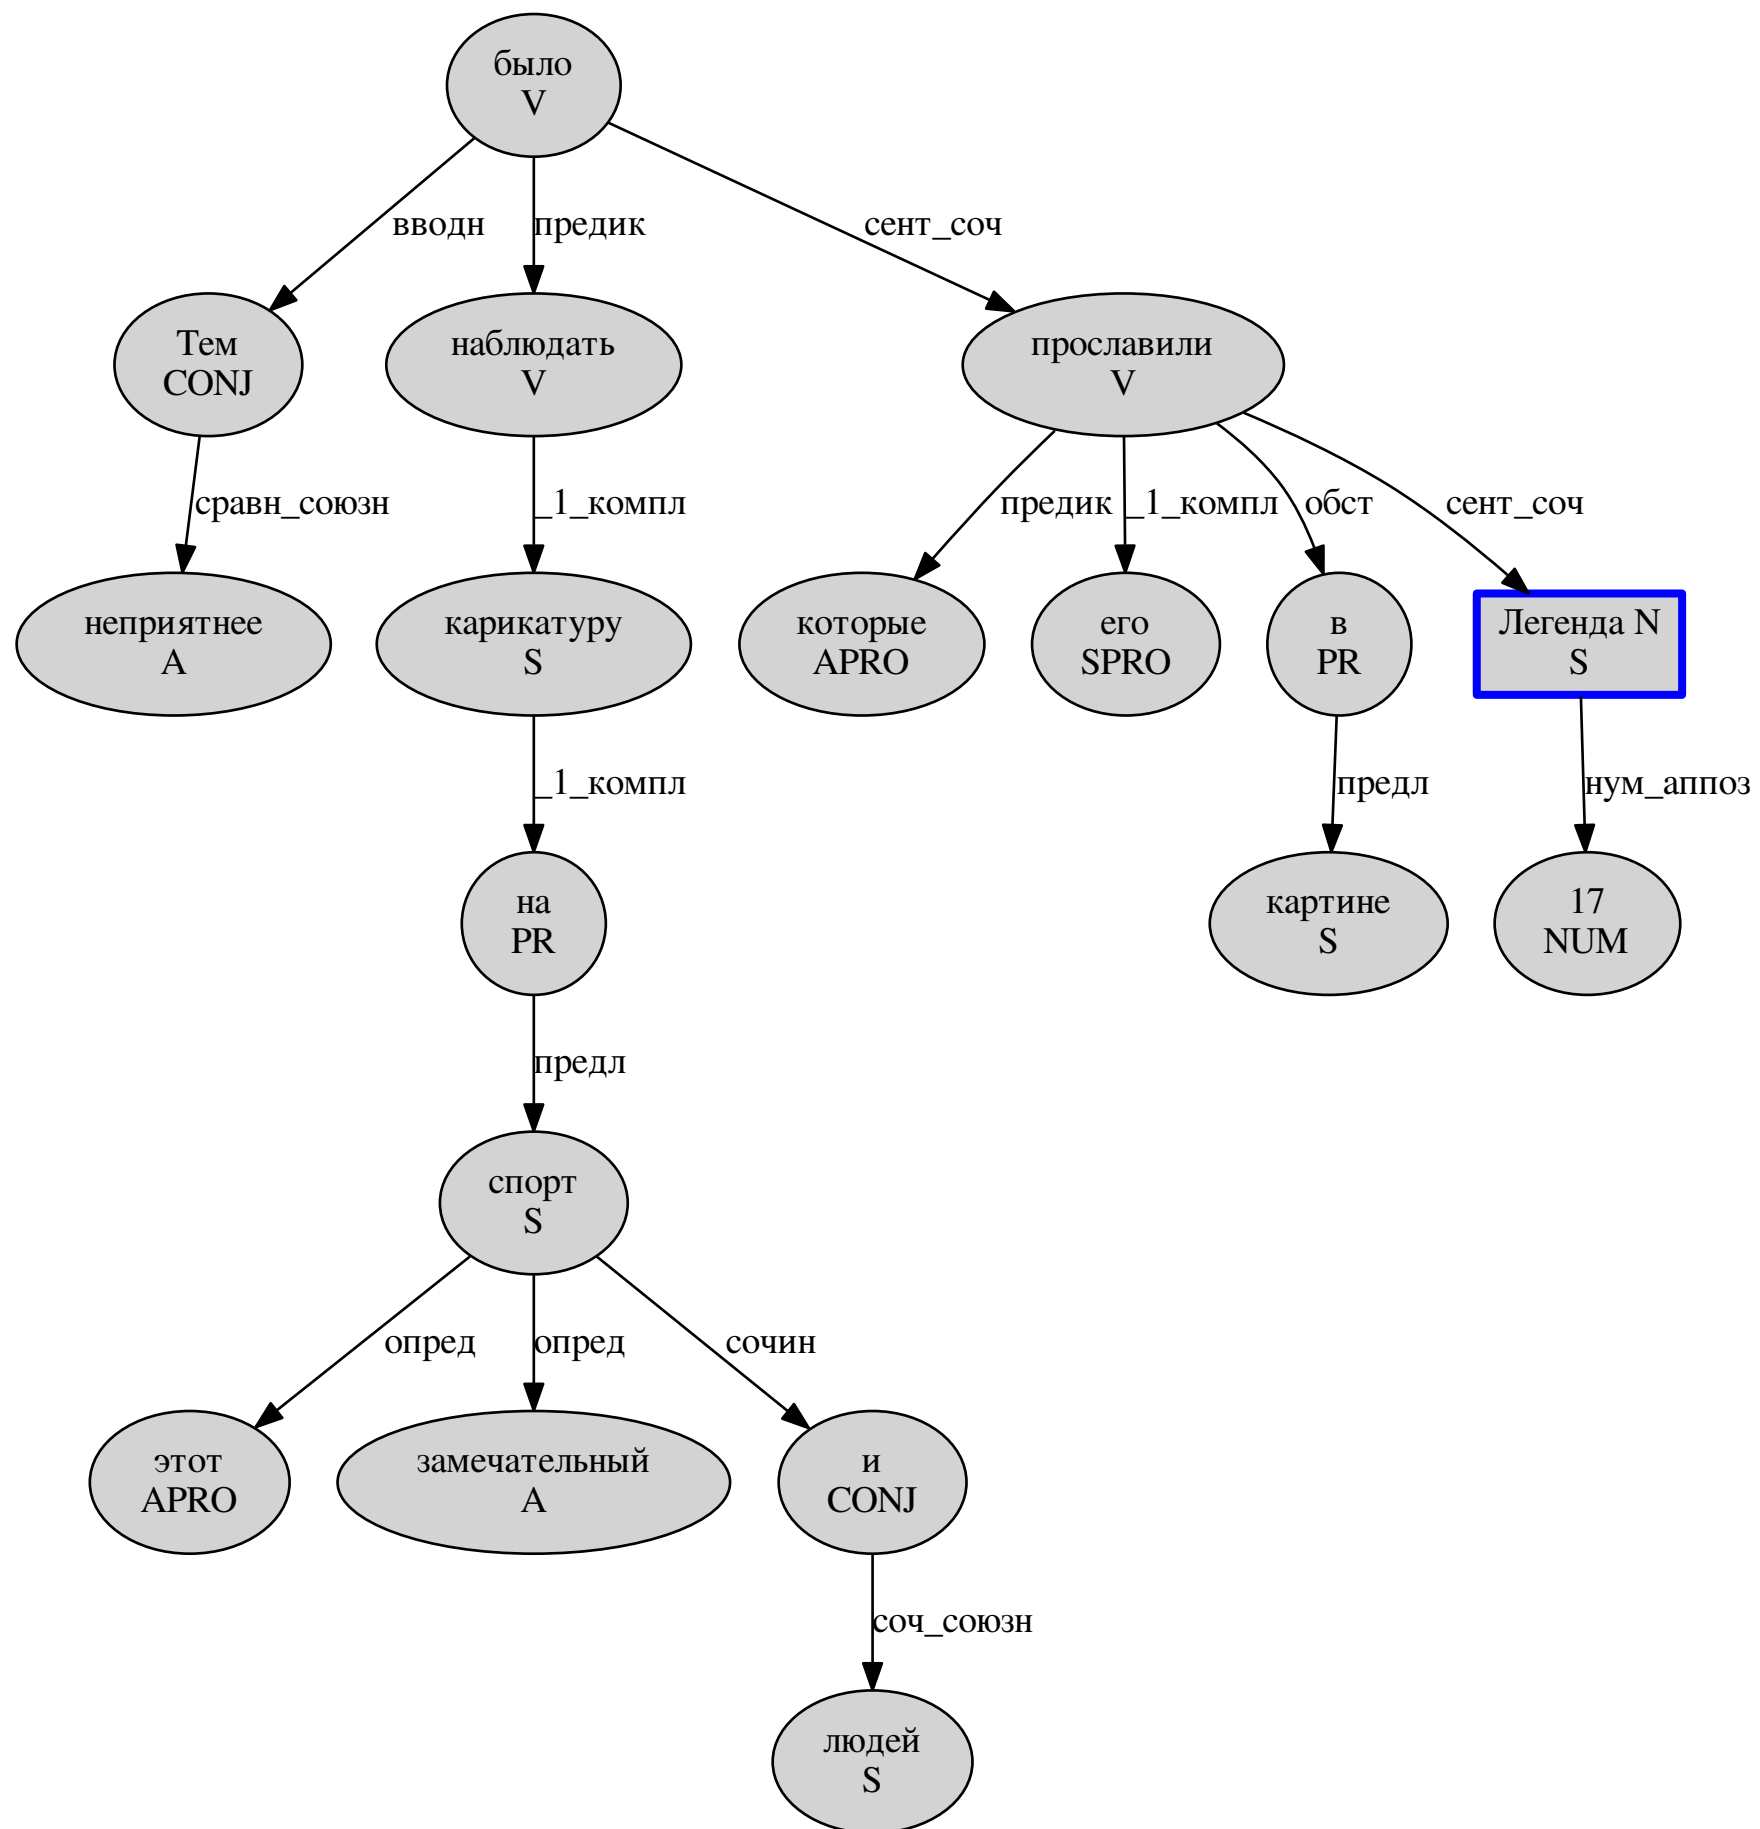 было
V
вводн
предик
сент_соч
Тем
CONJ
наблюдать
V
прославили
V
сравн_союзн
_1_компл
предик
_1_компл
обст
сент_соч
неприятнее
A
карикатуру
S
которые
APRO
его
SPRO
в
PR
Легенда N
S
_1_компл
предл
нум_аппоз
на
PR
картине
S
17
NUM
предл
спорт
S
опред
опред
сочин
этот
APRO
замечательный
A
и
CONJ
соч_союзн
людей
S